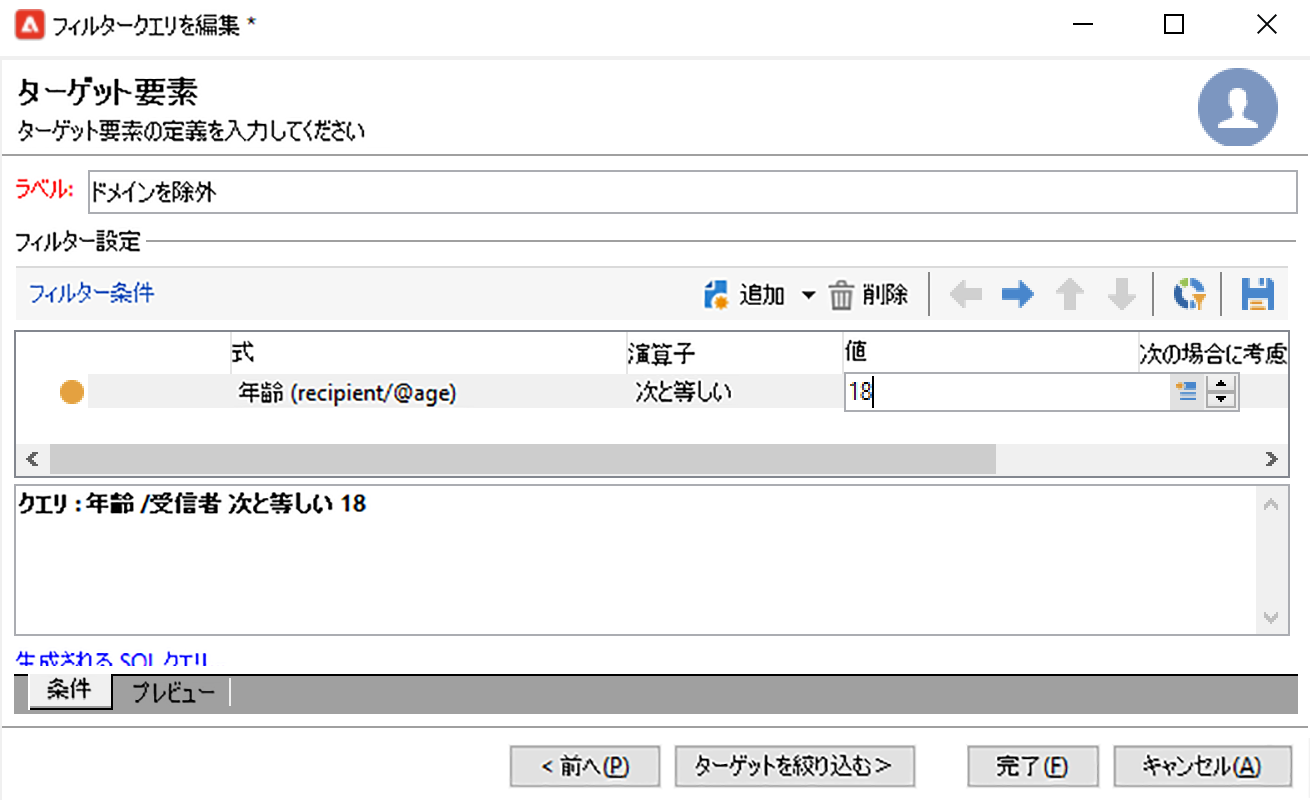 フィルタークエリを編集 *
ターゲット要素
ターゲット要素の定義を入力してください
ラベル: ドメインを除外
フィルター設定
フィルター条件 追加 削除
式 演算子 値 次の場合に考慮
年齢 (recipient/@age) 次と等しい 18
クエリ : 年齢 /受信者 次と等しい 18
生成される SQL クエリ
条件 プレビュー
< 前へ(P) ターゲットを絞り込む > 完了(F) キャンセル(A)